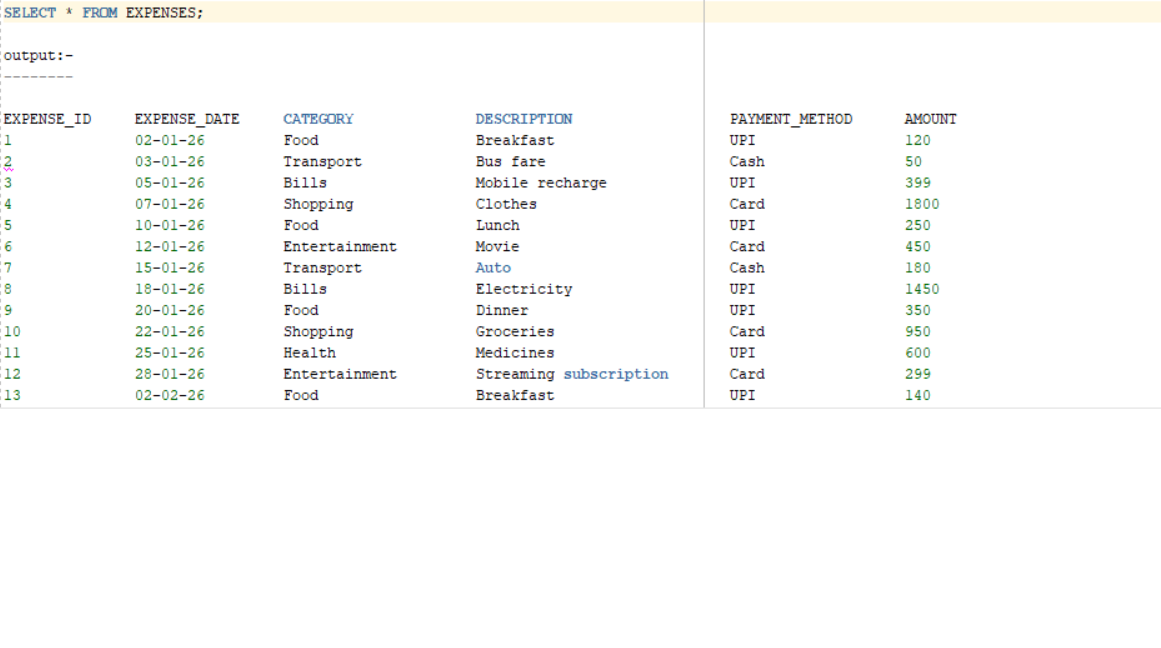 SELECT * FROM EXPENSES;
output:-
--------
EXPENSE_ID EXPENSE_DATE CATEGORY DESCRIPTION PAYMENT_METHOD AMOUNT
1 02-01-26 Food Breakfast UPI 120
2 03-01-26 Transport Bus fare Cash 50
3 05-01-26 Bills Mobile recharge UPI 399
4 07-01-26 Shopping Clothes Card 1800
5 10-01-26 Food Lunch UPI 250
6 12-01-26 Entertainment Movie Card 450
7 15-01-26 Transport Auto Cash 180
8 18-01-26 Bills Electricity UPI 1450
9 20-01-26 Food Dinner UPI 350
10 22-01-26 Shopping Groceries Card 950
11 25-01-26 Health Medicines UPI 600
12 28-01-26 Entertainment Streaming subscription Card 299
13 02-02-26 Food Breakfast UPI 140